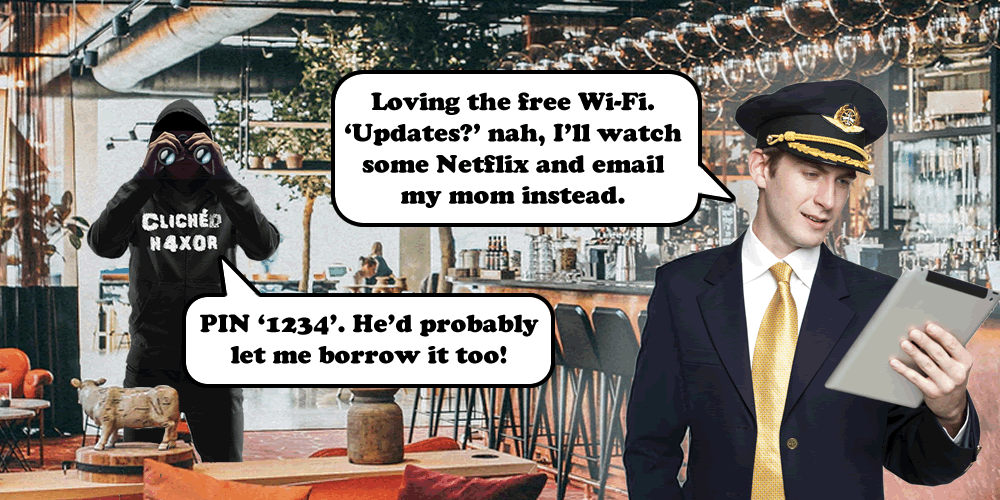 Loving the free Wi-Fi.
‘Updates?’ nah, I’ll watch
some Netflix and email
my mom instead.
CLICHÉD
H4XOR
PIN ‘1234’. He’d probably
let me borrow it too!